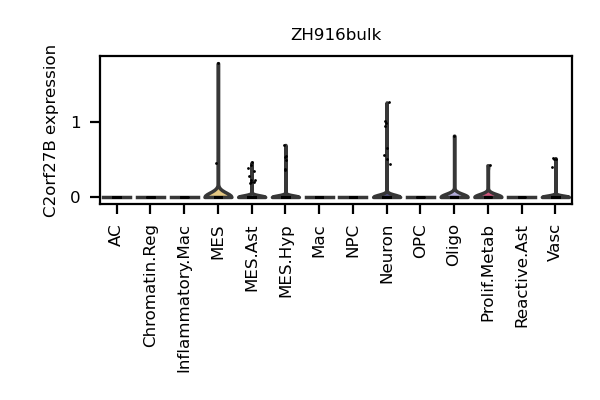 ZH916bulk
C2orf27B expression
1
0
AC
Chromatin.Reg
Inflammatory.Mac
MES
MES.Ast
MES.Hyp
Mac
NPC
Neuron
OPC
Oligo
Prolif.Metab
Reactive.Ast
Vasc